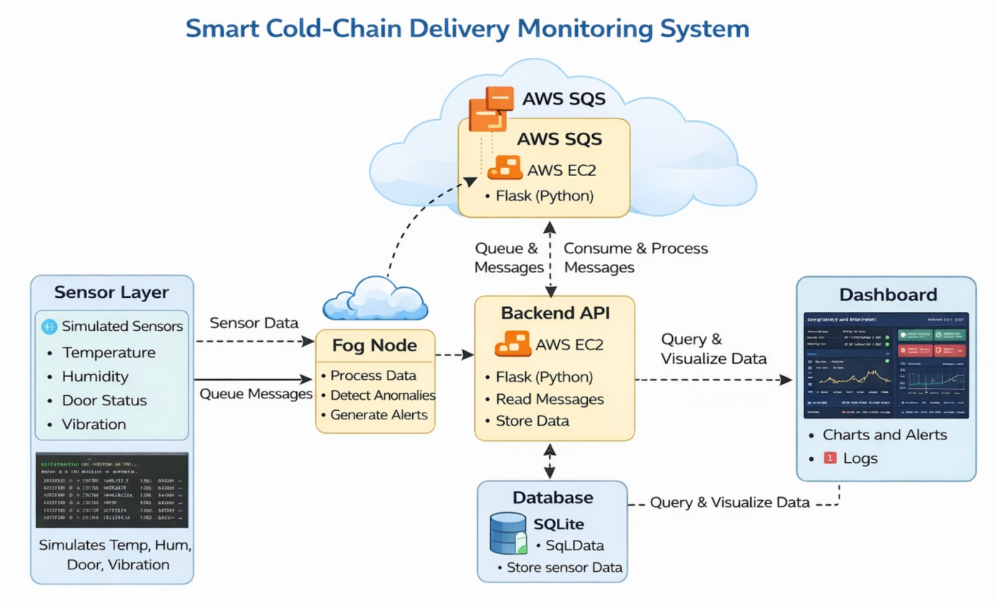 Smart Cold-Chain Delivery Monitoring System
AWS SQS
AWS SQS
AWS EC2
• Flask (Python)
Queue &
Messages
Consume & Process
Messages
Sensor Layer
Simulated Sensors
• Temperature
• Humidity
• Door Status
• Vibration
Simulates Temp, Hum,
Door, Vibration
Sensor Data
Queue Messages
Fog Node
• Process Data
• Detect Anomalies
• Generate Alerts
Backend API
AWS EC2
• Flask (Python)
• Read Messages
• Store Data
Query &
Visualize Data
Dashboard
• Charts and Alerts
• 1 Logs
Database
SQLite
• SqLData
• Store sensor Data
Query & Visualize Data